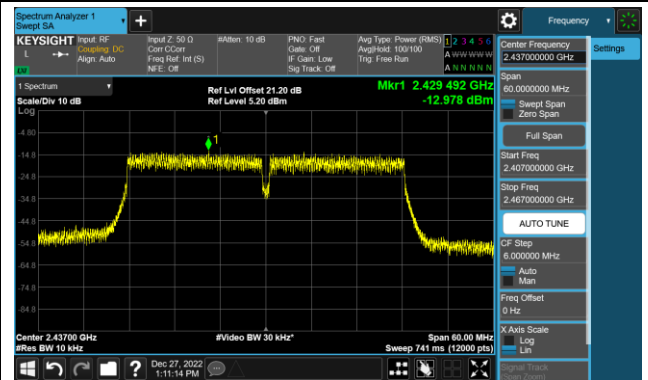 Spectrum Analyzer 1
Swept SA
Frequency
KEYSIGHT
L
LW
Input: RF
Coupling: DC
Align: Auto
Input Z: 50 Ω
Corr CCorr
Freq Ref: Int (S)
NFE: Off
#Atten: 10 dB
PNO: Fast
Gate: Off
IF Gain: Low
Sig Track: Off
Avg Type: Power (RMS)
Avg|Hold: 100/100
Trig: Free Run
1 2 3 4 5 6
A W W W W W
A N N N N N
Center Frequency
2.437000000 GHz
Settings
Span
60.0000000 MHz
Swept Span
Zero Span
Full Span
Start Freq
2.407000000 GHz
Stop Freq
2.467000000 GHz
AUTO TUNE
CF Step
6.000000 MHz
Auto
Man
Freq Offset
0 Hz
X Axis Scale
Log
Lin
Signal Track
(Span Zoom)
1 Spectrum
Scale/Div 10 dB
Log
Ref Lvl Offset 21.20 dB
Ref Level 5.20 dBm
Mkr1 2.429 492 GHz
-12.978 dBm
1
-4.80
-14.8
-24.8
-34.8
-44.8
-54.8
-64.8
-74.8
-84.8
Center 2.43700 GHz
#Res BW 10 kHz
#Video BW 30 kHz*
Span 60.00 MHz
Sweep 741 ms (12000 pts)
?
Dec 27, 2022
1:11:14 PM